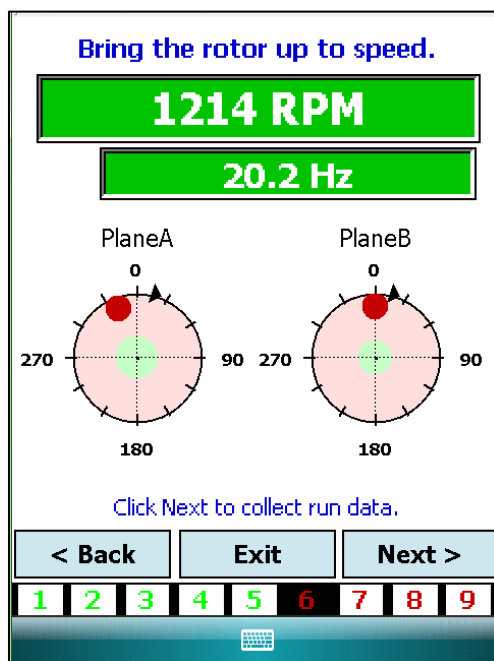 Bring the rotor up to speed.
1214 RPM
20.2 Hz
PlaneA PlaneB
0 0
270 90 270 90
180 180
Click Next to collect run data.
< Back Exit Next >
1 2 3 4 5 6 7 8 9